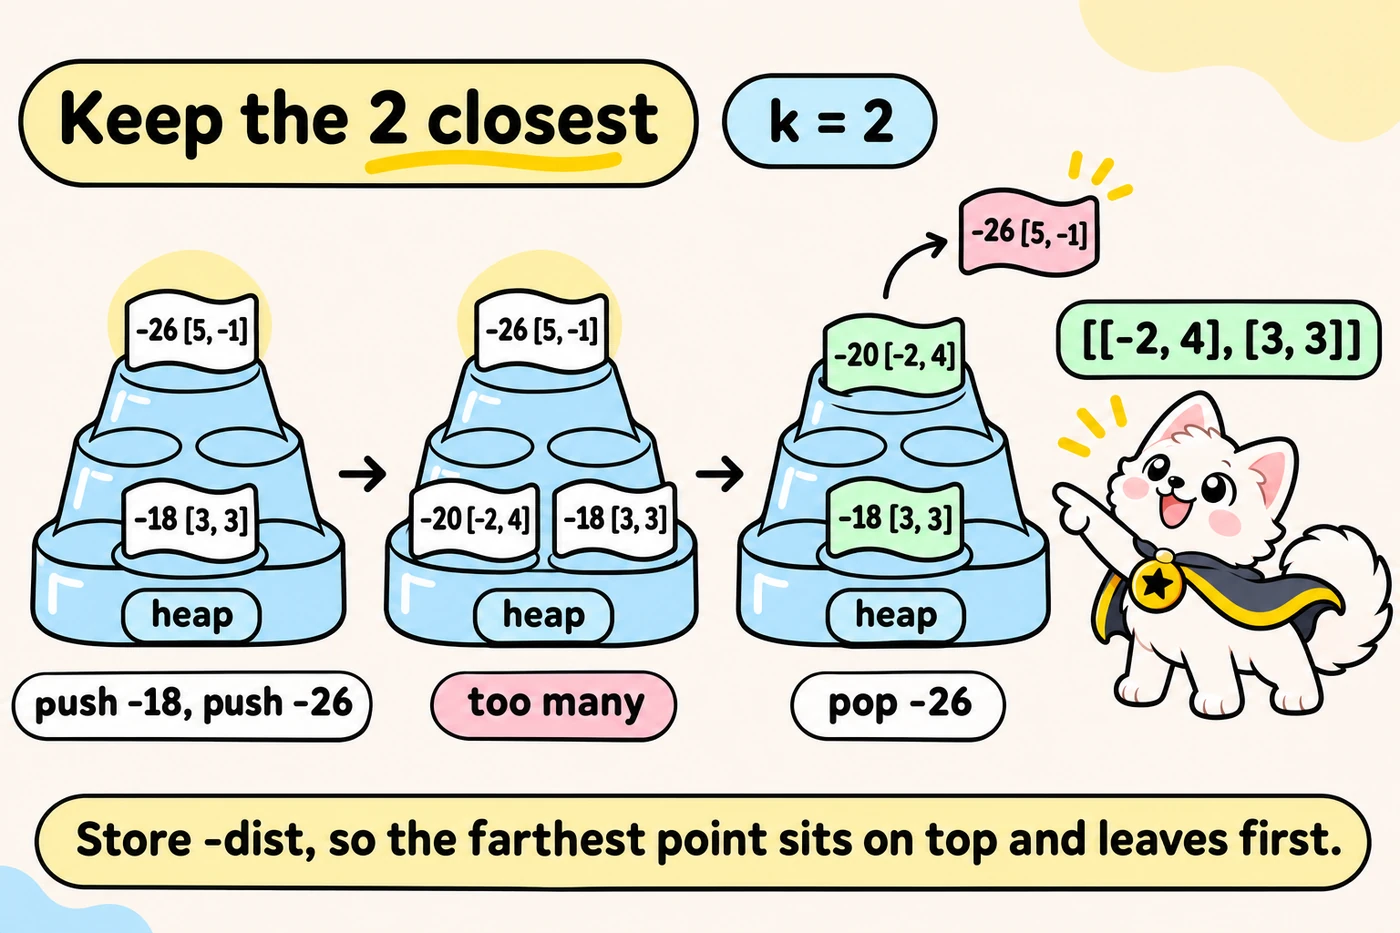 Keep the 2 closest
k = 2
-26 [5, -1]
[[-2, 4], [3, 3]]
-26 [5, -1]
-18 [3, 3]
heap
push -18, push -26
-26 [5, -1]
-20 [-2, 4]
-18 [3, 3]
heap
too many
-20 [-2, 4]
-18 [3, 3]
heap
pop -26
Store -dist, so the farthest point sits on top and leaves first.